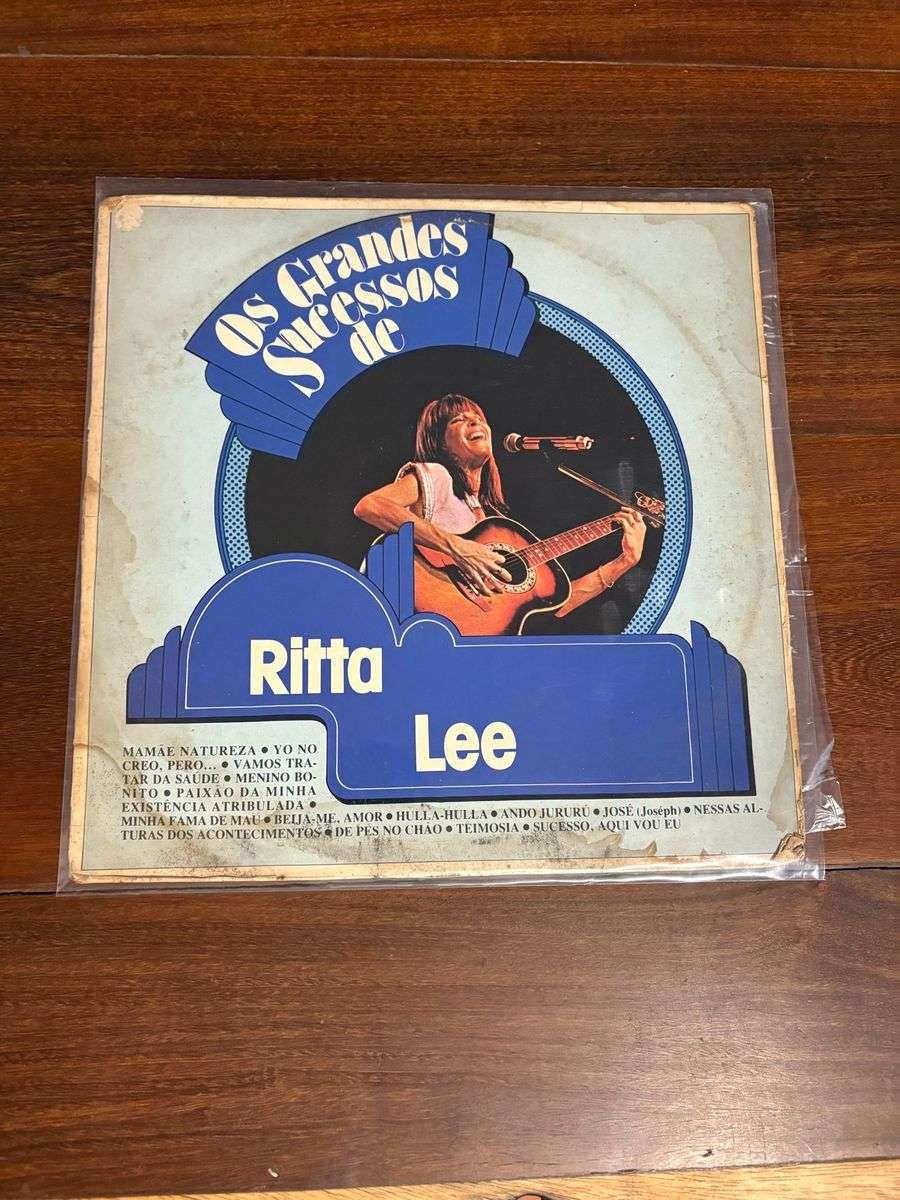 Os Grandes
Sucessos
de
Ritta
Lee
MAMÃE NATUREZA • YO NO
CREO, PERO... • VAMOS TRA-
TAR DA SAÚDE • MENINO BO-
NITO • PAIXÃO DA MINHA
EXISTÊNCIA ATRIBULADA •
MINHA FAMA DE MAU • BEIJA-ME, AMOR • HULLA-HULLA • ANDO JURURÚ • JOSÉ (Joséph) • NESSAS AL-
TURAS DOS ACONTECIMENTOS • DE PÉS NO CHÃO • TEIMOSIA • SUCESSO, AQUI VOU EU